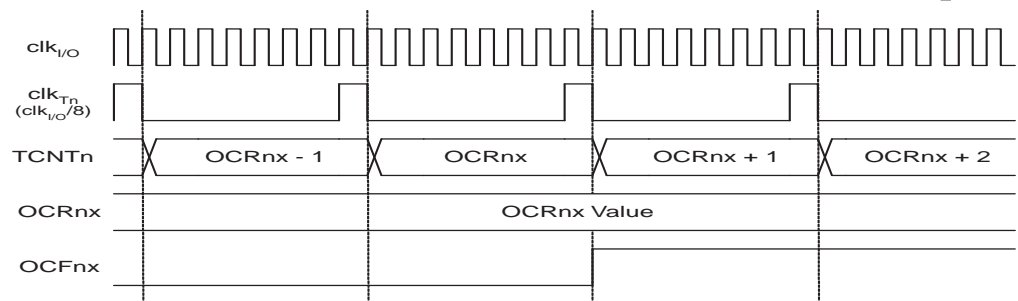 clkI/O
clkTn
(clkI/O/8)
TCNTn OCRnx - 1 OCRnx OCRnx + 1 OCRnx + 2
OCRnx OCRnx Value
OCFnx